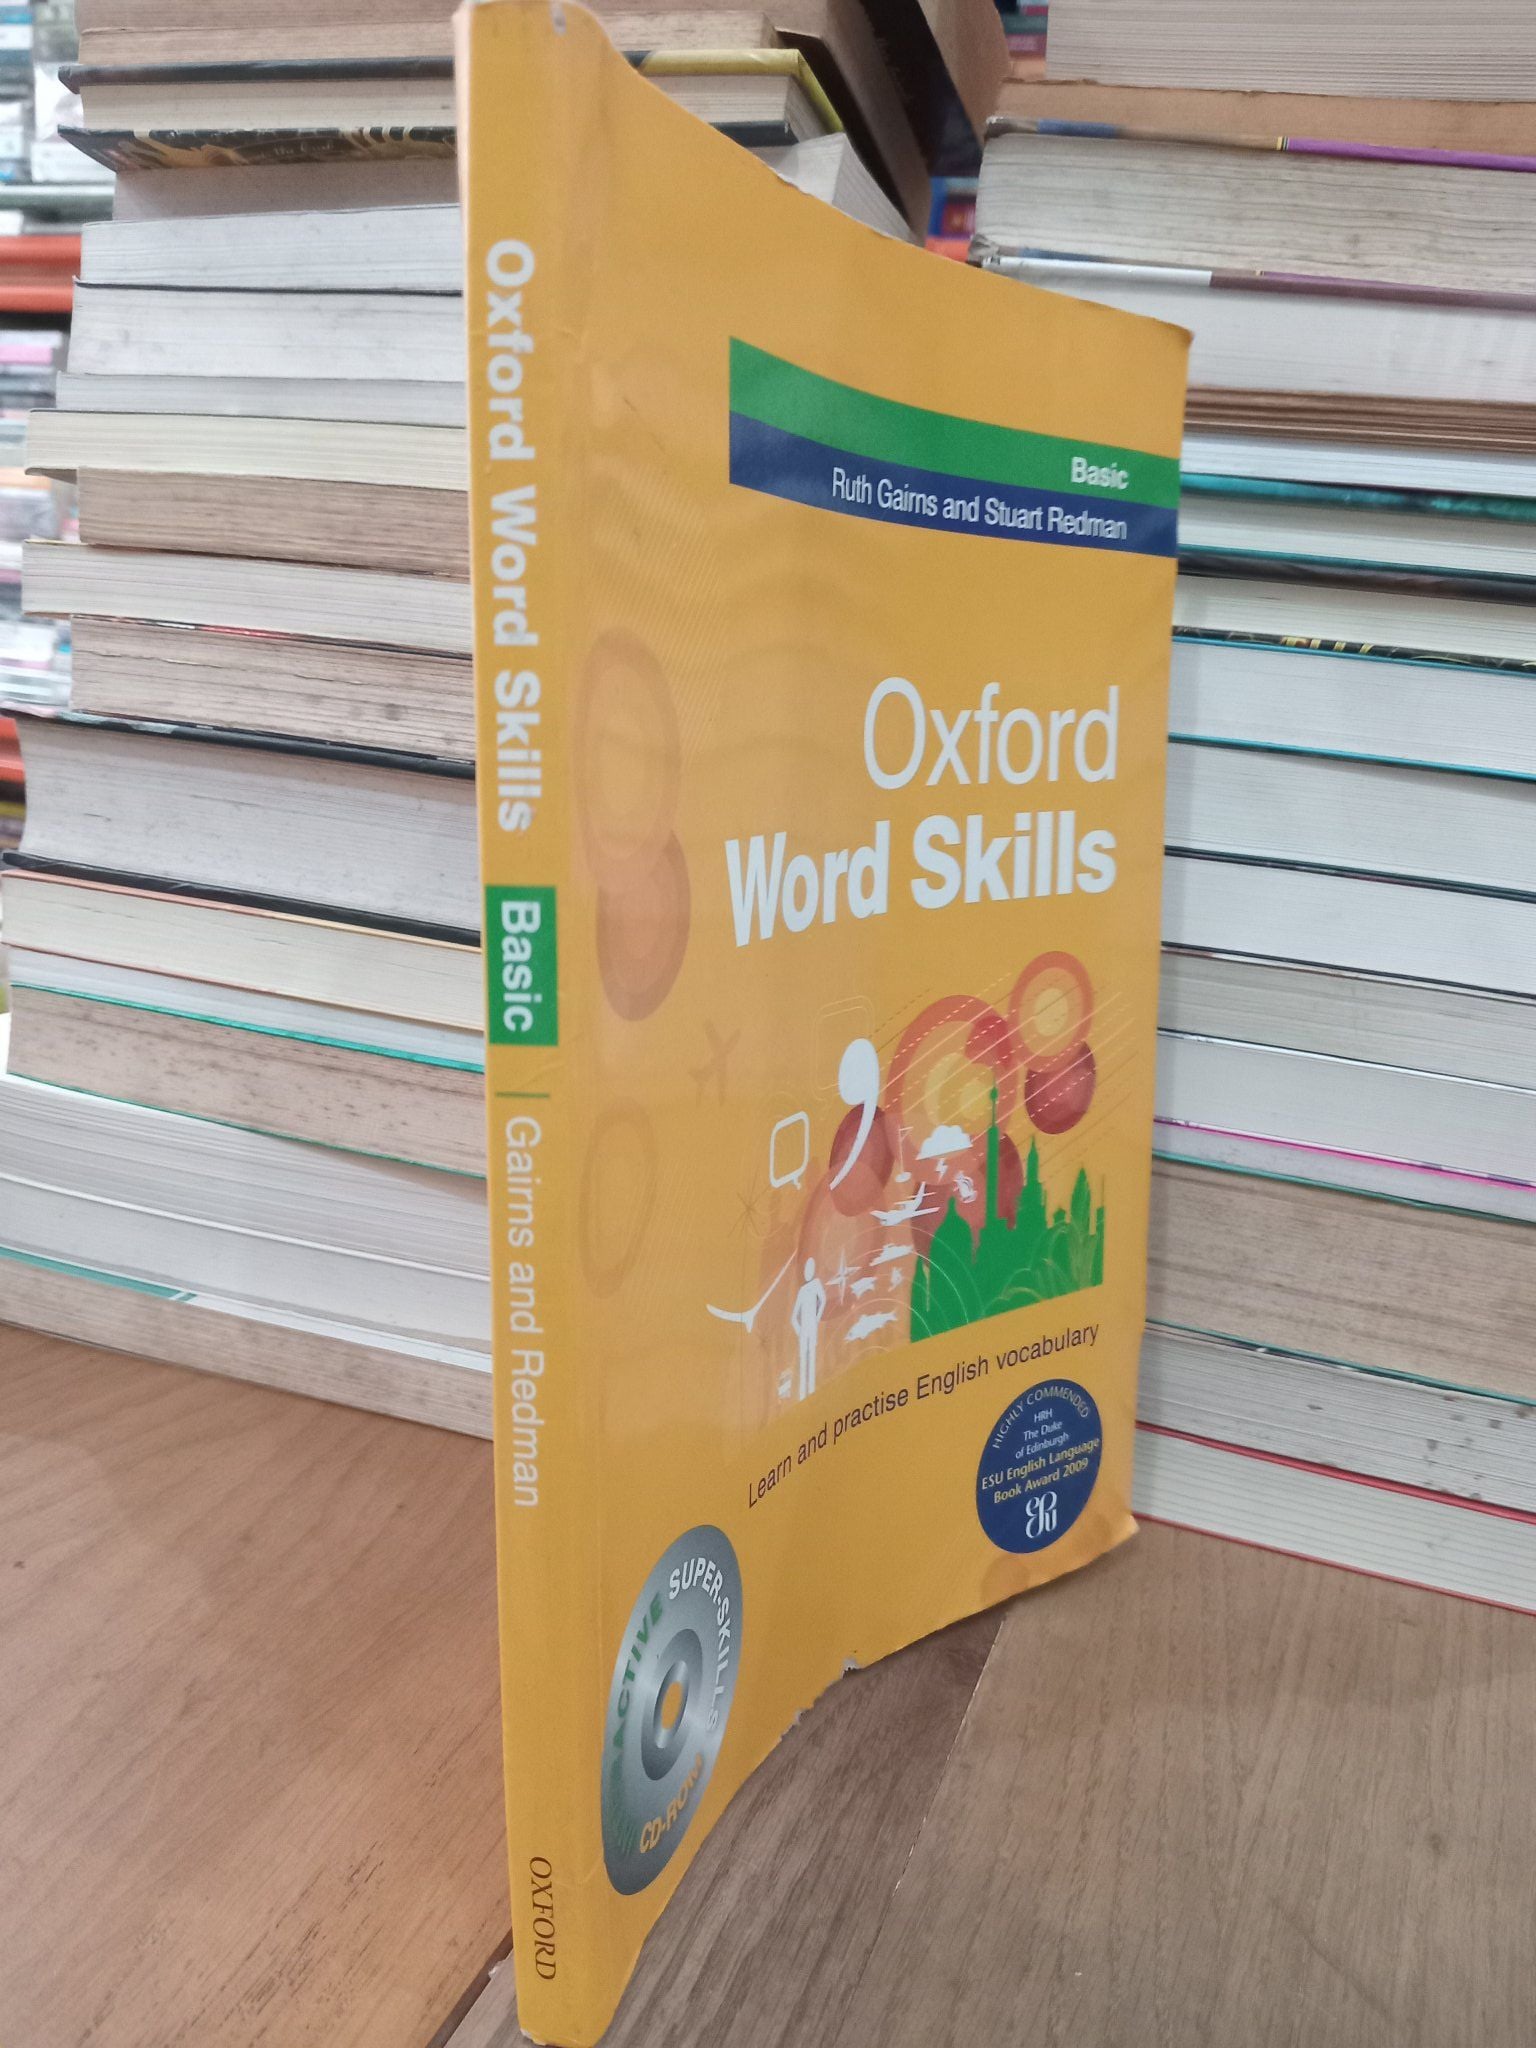 Oxford Word Skills Basic | Gairns and Redman
OXFORD
Basic
Ruth Gairns and Stuart Redman
Oxford
Word Skills
Learn and practise English vocabulary
HIGHLY COMMENDED
HRH
The Duke
of Edinburgh
ESU English Language
Book Award 2009
ESU
SUPER-SKILLS
CD-ROM